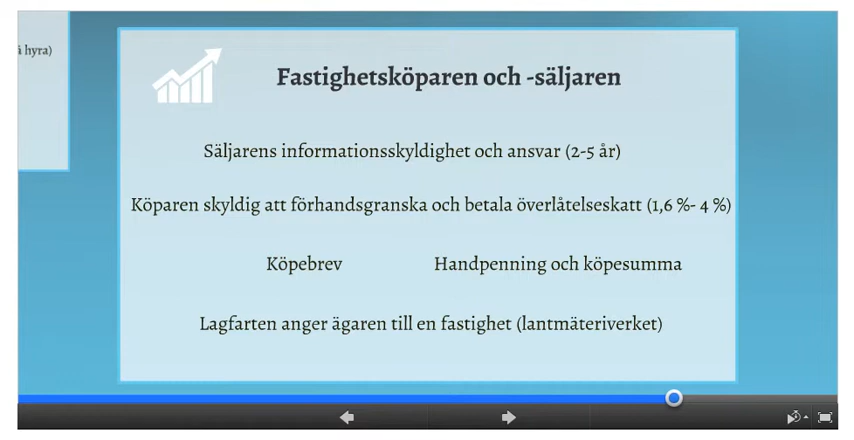 å hyra)
Fastighetsköparen och -säljaren
Säljarens informationsskyldighet och ansvar (2-5 år)
Köparen skyldig att förhandsgranska och betala överlåtelseskatt (1,6 %- 4 %)
Köpebrev Handpenning och köpesumma
Lagfarten anger ägaren till en fastighet (lantmäteriverket)